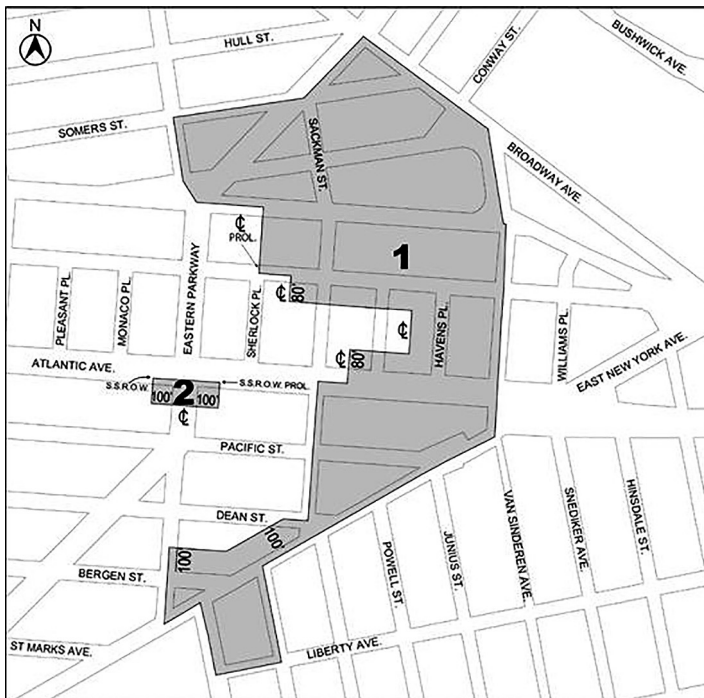 N
HULL ST.
CONWAY ST.
BUSHWICK AVE.
SOMERS ST.
SACKMAN ST.
BROADWAY AVE.
℄
PROL.
1
PLEASANT PL.
MONACO PL.
EASTERN PARKWAY
SHERLOCK PL.
℄
80'
℄
HAVENS PL.
WILLIAMS PL.
ATLANTIC AVE.
℄
80'
EAST NEW YORK AVE.
S.S.R.O.W.
S.S.R.O.W. PROL.
100'
2
100'
℄
PACIFIC ST.
DEAN ST.
100'
100'
BERGEN ST.
POWELL ST.
JUNIUS ST.
VAN SINDEREN AVE.
SNEDIKER AVE.
HINSDALE ST.
ST MARKS AVE.
LIBERTY AVE.